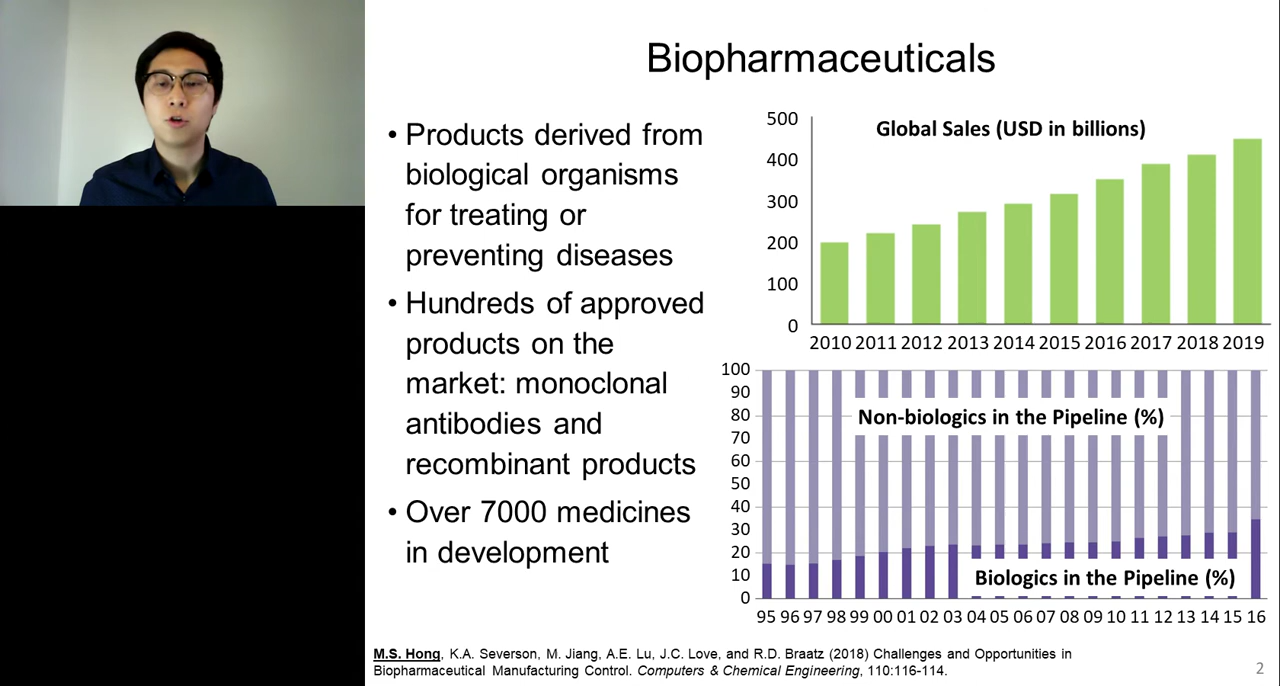 Biopharmaceuticals
• Products derived from
biological organisms
for treating or
preventing diseases
• Hundreds of approved
products on the
market: monoclonal
antibodies and
recombinant products
• Over 7000 medicines
in development
Global Sales (USD in billions)
500
400
300
200
100
0
2010 2011 2012 2013 2014 2015 2016 2017 2018 2019
100
90
80
70
60
50
40
30
20
10
0
Non-biologics in the Pipeline (%)
Biologics in the Pipeline (%)
95 96 97 98 99 00 01 02 03 04 05 06 07 08 09 10 11 12 13 14 15 16
M.S. Hong, K.A. Severson, M. Jiang, A.E. Lu, J.C. Love, and R.D. Braatz (2018) Challenges and Opportunities in
Biopharmaceutical Manufacturing Control. Computers & Chemical Engineering, 110:116-114.
2